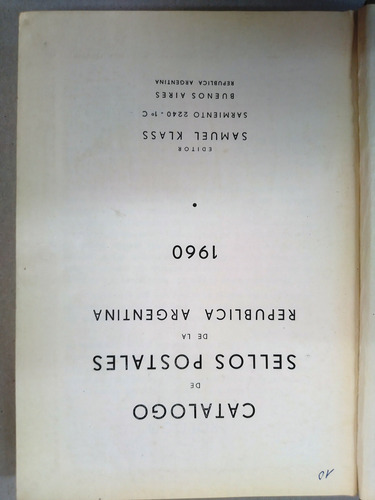 CATALOGO
DE
SELLOS POSTALES
DE LA
REPUBLICA ARGENTINA
1960
•
EDITOR
SAMUEL KLASS
SARMIENTO 2240 - 1º C
BUENOS AIRES
REPUBLICA ARGENTINA